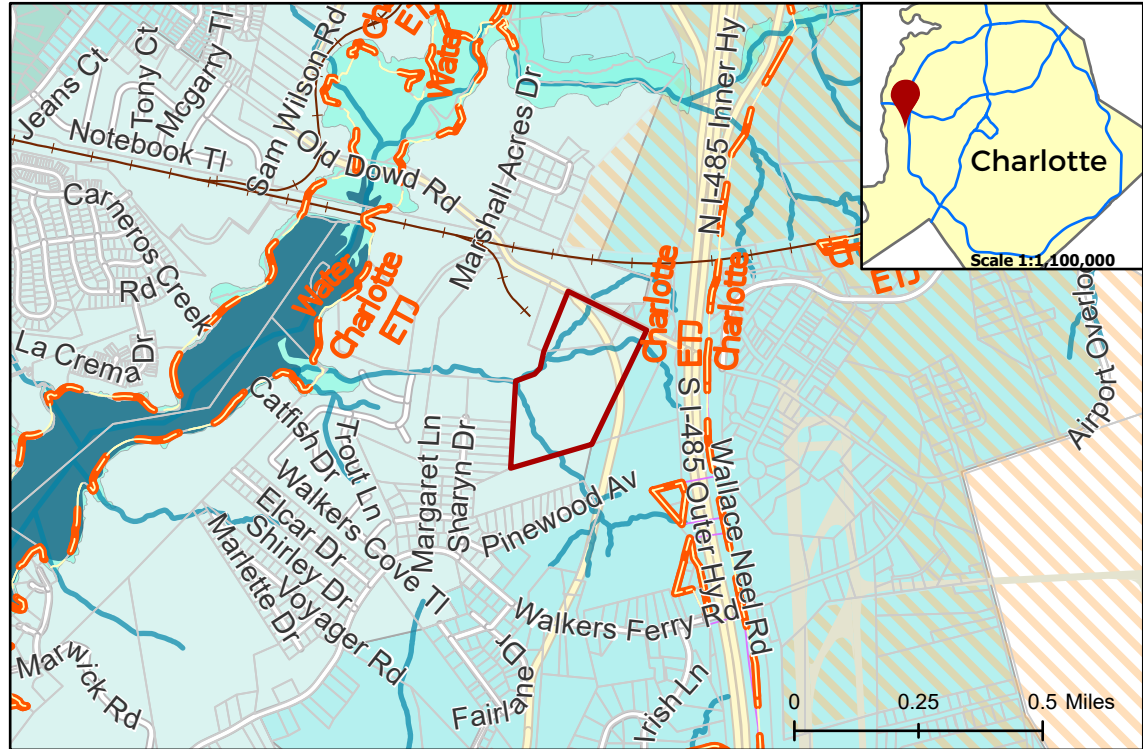 Jeans Ct
Tony Ct
Mcgarry Tl
Notebook Tl
Sam Wilson Rd
Old Dowd Rd
Marshall Acres Dr
Water
N I-485 Inner Hy
Charlotte
Scale 1:1,100,000
Carneros Creek
Rd
La Crema
Dr
Water
Charlotte
ETJ
Charlotte
ETJ
Charlotte
ETJ
Airport Overlo
S I-485 Outer Hy
Wallace Neel Rd
Catfish Dr
Trout Ln
Margaret Ln
Sharyn Dr
Pinewood Av
Walkers Cove Tl
Elcar Dr
Shirley Dr
Voyager Rd
Marlette Dr
Walkers Ferry Rd
Marwyck Rd
Fairlane
Dr
Irish Ln
0 0.25 0.5 Miles